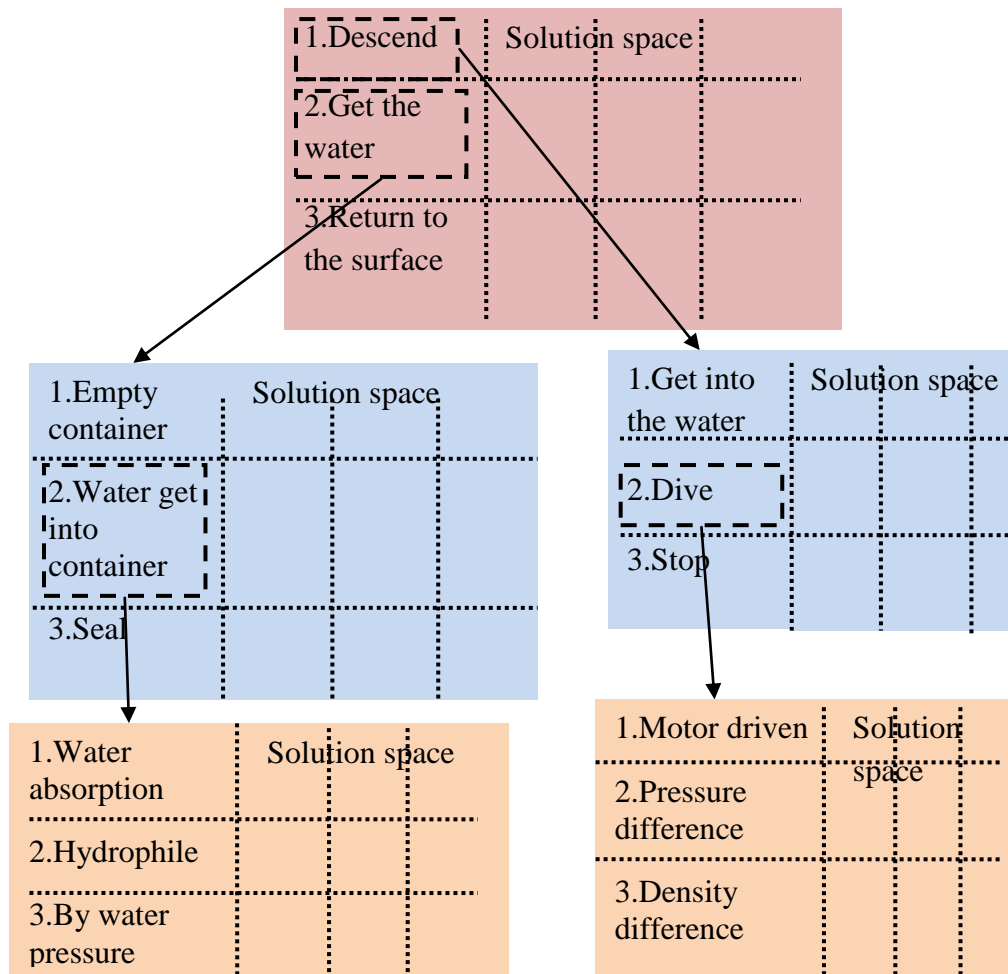 1.Descend
Solution space
2.Get the
water
3.Return to
the surface
1.Empty
container
Solution space
2.Water get
into
container
3.Seal
1.Get into
the water
Solution space
2.Dive
3.Stop
1.Water
absorption
Solution space
2.Hydrophile
3.By water
pressure
1.Motor driven
Solution
space
2.Pressure
difference
3.Density
difference